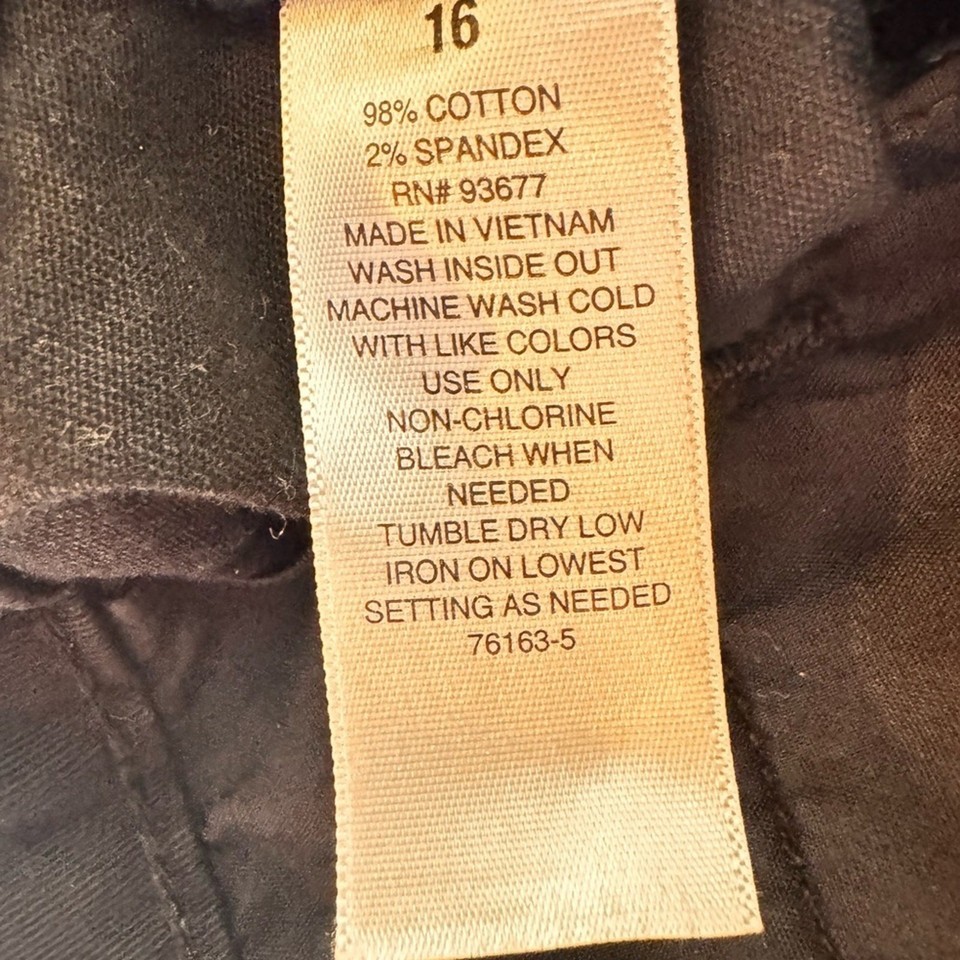 16
98% COTTON
2% SPANDEX
RN# 93677
MADE IN VIETNAM
WASH INSIDE OUT
MACHINE WASH COLD
WITH LIKE COLORS
USE ONLY
NON-CHLORINE
BLEACH WHEN
NEEDED
TUMBLE DRY LOW
IRON ON LOWEST
SETTING AS NEEDED
76163-5